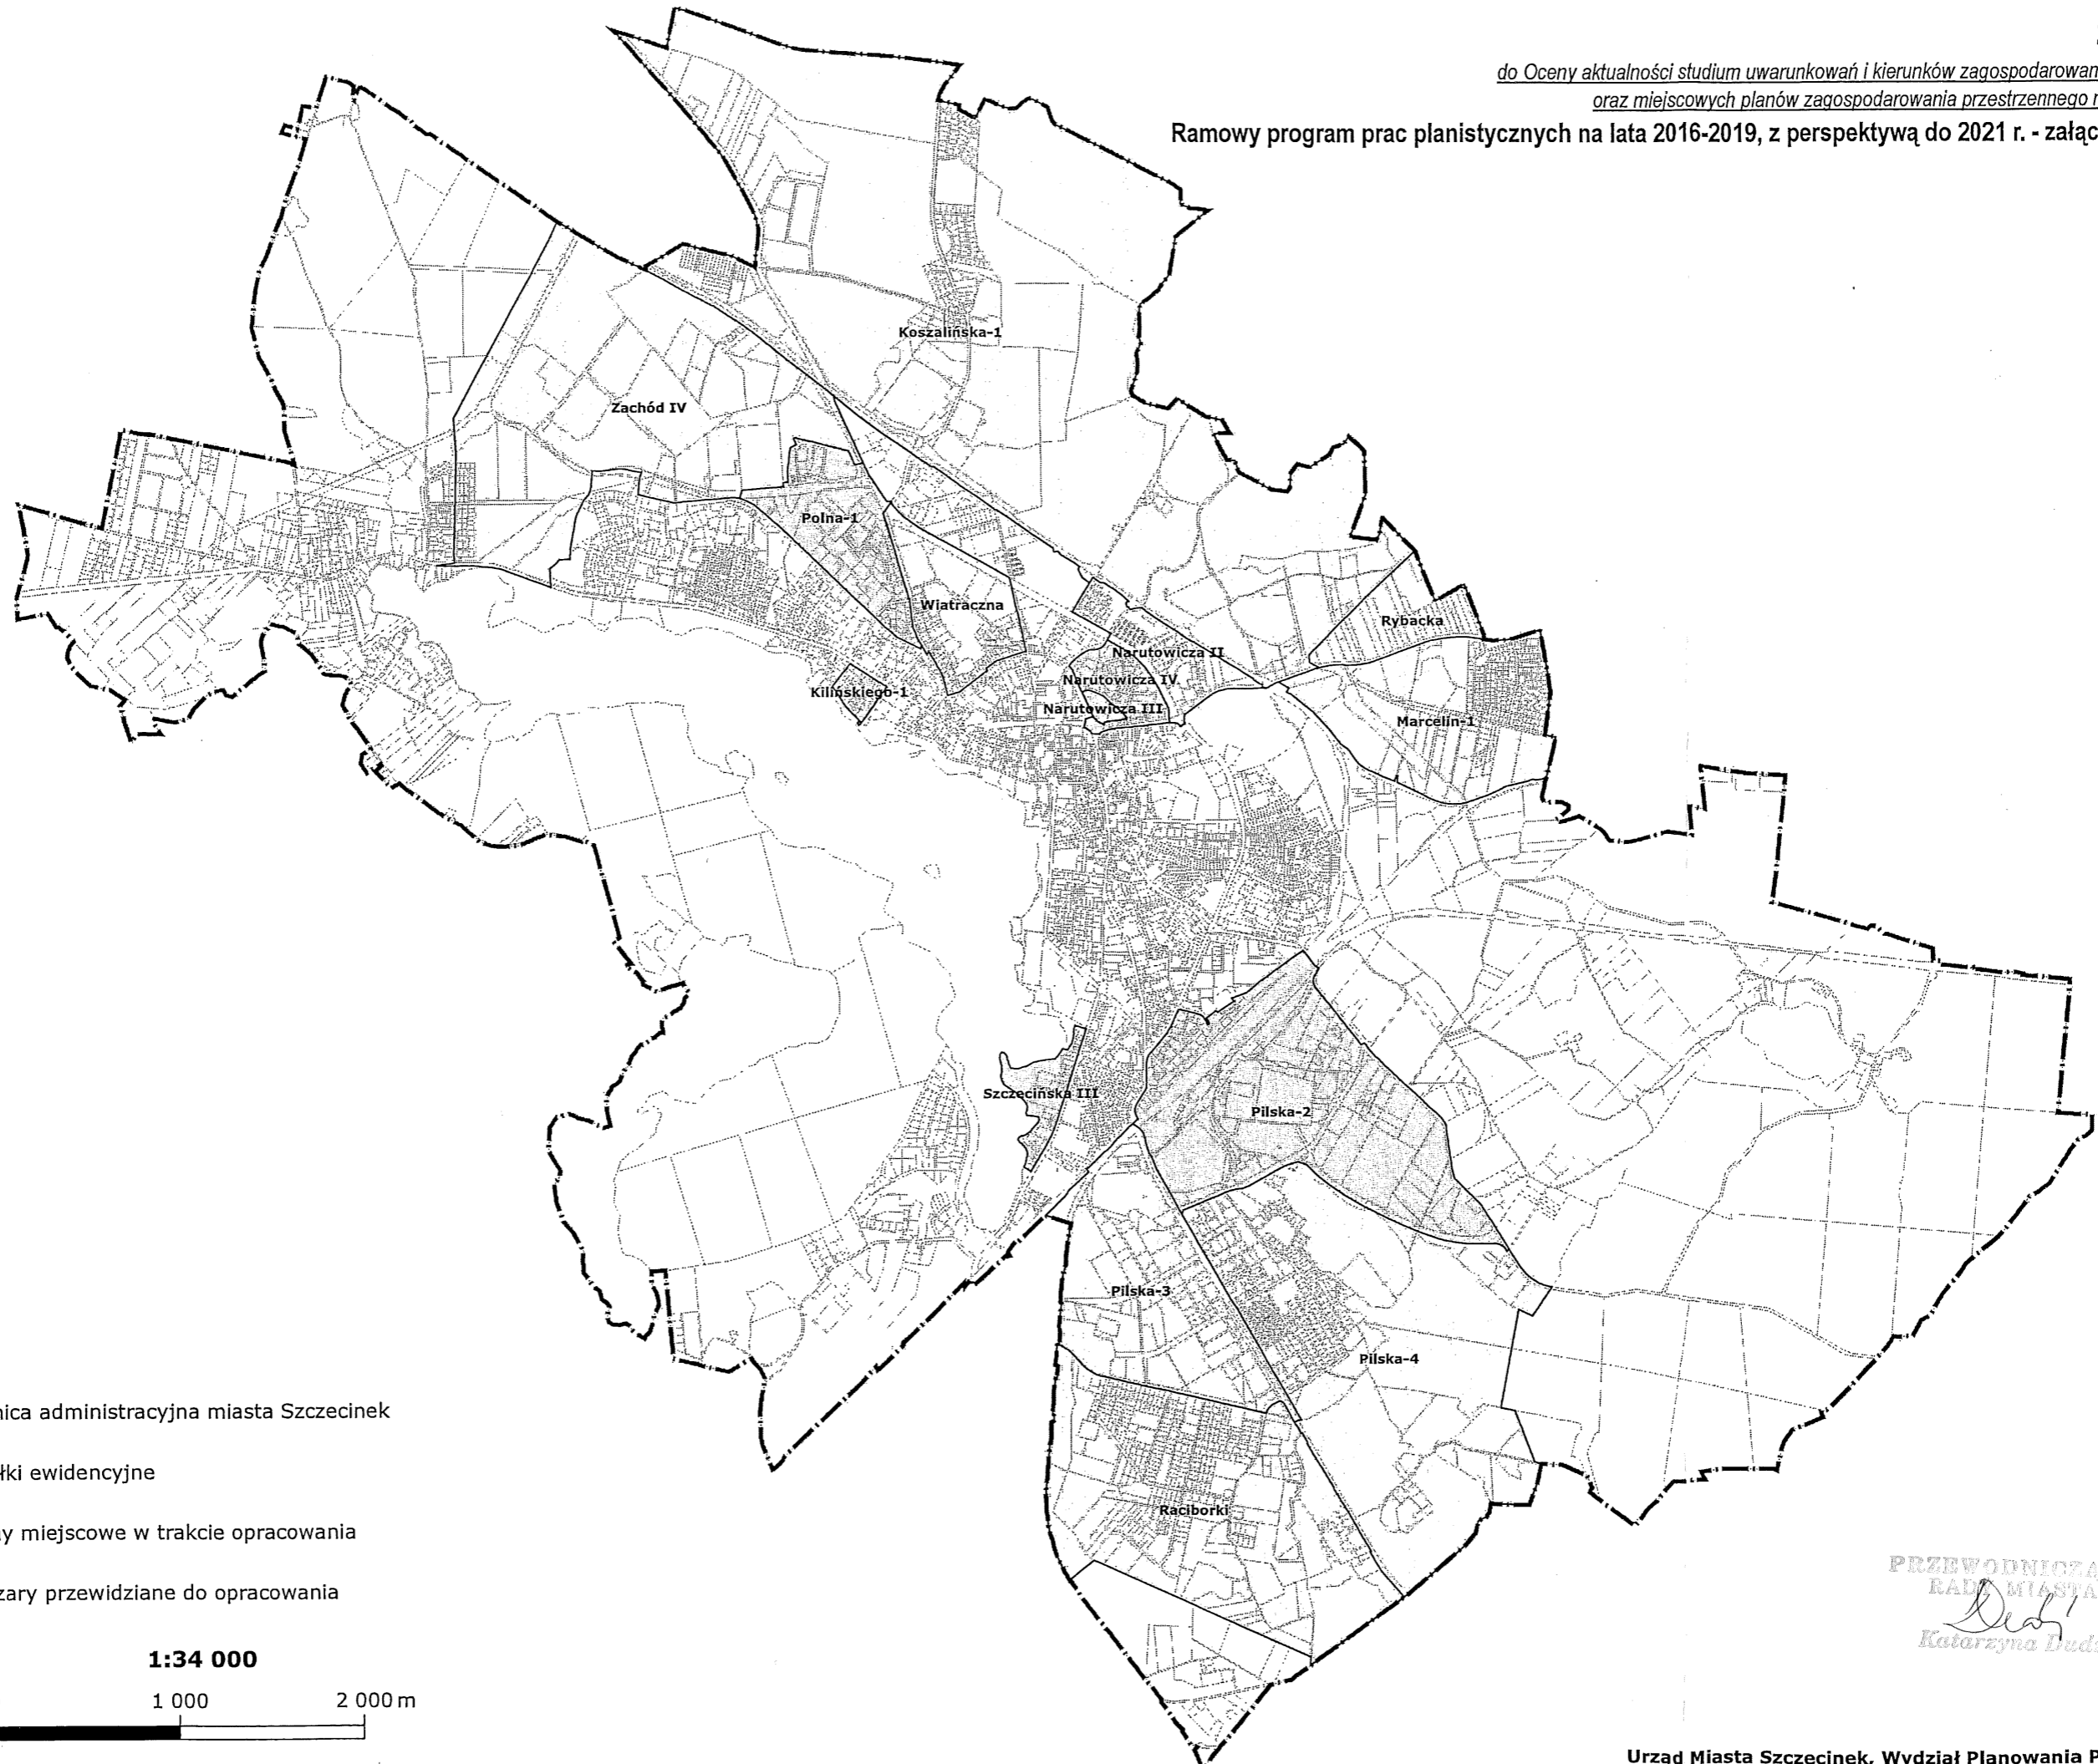 do Oceny aktualności studium uwarunkowań i kierunków zagospodarowan
oraz miejscowych planów zagospodarowania przestrzennego
Ramowy program prac planistycznych na lata 2016-2019, z perspektywą do 2021 r. - załąc
Koszalińska-1
Zachód IV
Polna-1
Wiatraczna
Rybacka
Narutowicza II
Narutowicza IV
Kilińskiego-1
Narutowicza III
Marcelin-1
Szczecińska III
Pilska-2
Pilska-3
Pilska-4
Raciborki
nica administracyjna miasta Szczecinek
łki ewidencyjne
y miejscowe w trakcie opracowania
zary przewidziane do opracowania
1:34 000
1 000 2 000 m
PRZEWODNICZĄ
RADY MIASTA
Katarzyna Dud
Urząd Miasta Szczecinek, Wydział Planowania